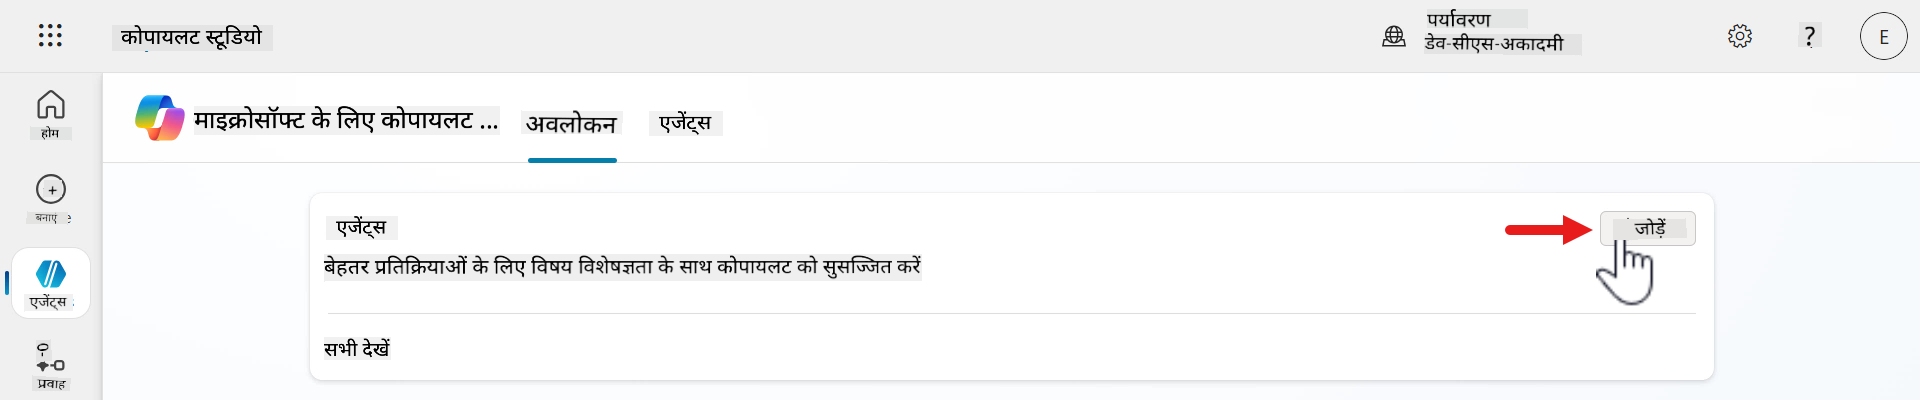 कोपायलट स्टूडियो
पर्यावरण
डेव-सीएस-अकादमी
?
E
होम
माइक्रोसॉफ्ट के लिए कोपायलट ...
अवलोकन
एजेंट्स
बनाएं
एजेंट्स
जोड़ें
बेहतर प्रतिक्रियाओं के लिए विषय विशेषज्ञता के साथ कोपायलट को सुसज्जित करें
एजेंट्स
सभी देखें
प्रवाह